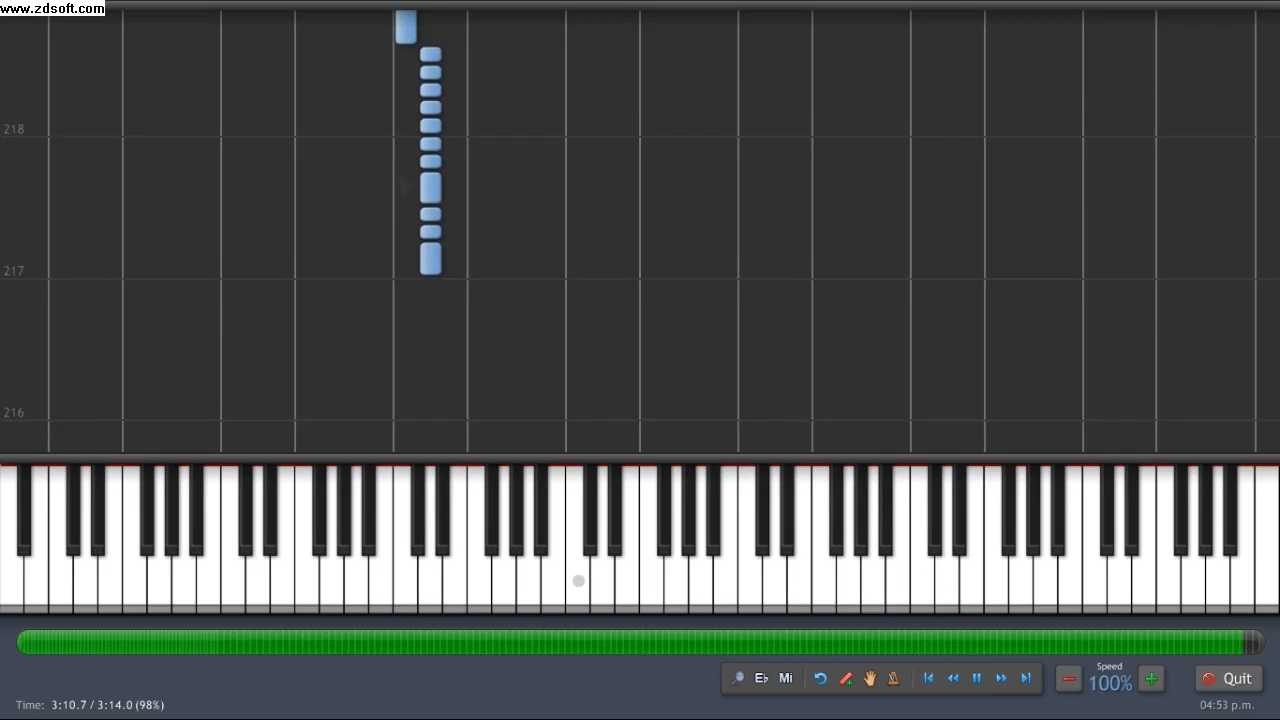 www.zdsoft.com
218
217
216
E♭ Mi
Speed
100%
Quit
Time: 3:10.7 / 3:14.0 (98%)
04:53 p.m.